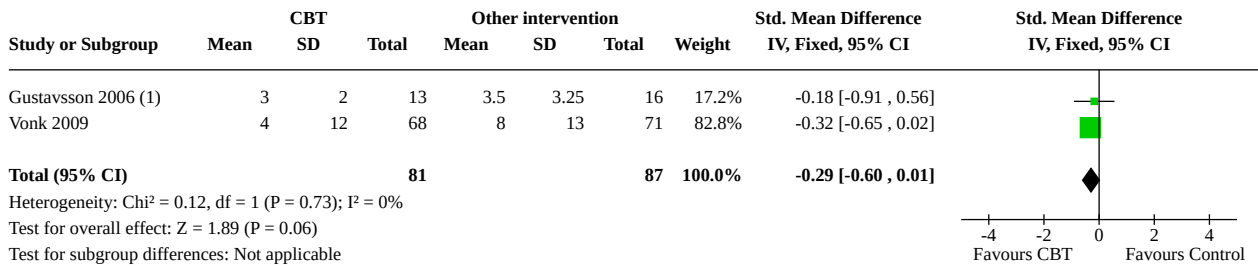 CBT Other intervention Std. Mean Difference Std. Mean Difference
Study or Subgroup Mean SD Total Mean SD Total Weight IV, Fixed, 95% CI IV, Fixed, 95% CI
Gustavsson 2006 (1) 3 2 13 3.5 3.25 16 17.2% -0.18 [-0.91 , 0.56]
Vonk 2009 4 12 68 8 13 71 82.8% -0.32 [-0.65 , 0.02]
Total (95% CI) 81 87 100.0% -0.29 [-0.60 , 0.01]
Heterogeneity: Chi² = 0.12, df = 1 (P = 0.73); I² = 0%
Test for overall effect: Z = 1.89 (P = 0.06) -4 -2 0 2 4
Test for subgroup differences: Not applicable Favours CBT Favours Control